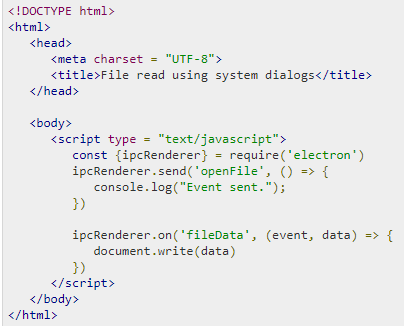 <!DOCTYPE html>
<html>
<head>
<meta charset = "UTF-8">
<title>File read using system dialogs</title>
</head>
<body>
<script type = "text/javascript">
const {ipcRenderer} = require('electron')
ipcRenderer.send('openFile', () => {
console.log("Event sent.");
})
ipcRenderer.on('fileData', (event, data) => {
document.write(data)
})
</script>
</body>
</html>